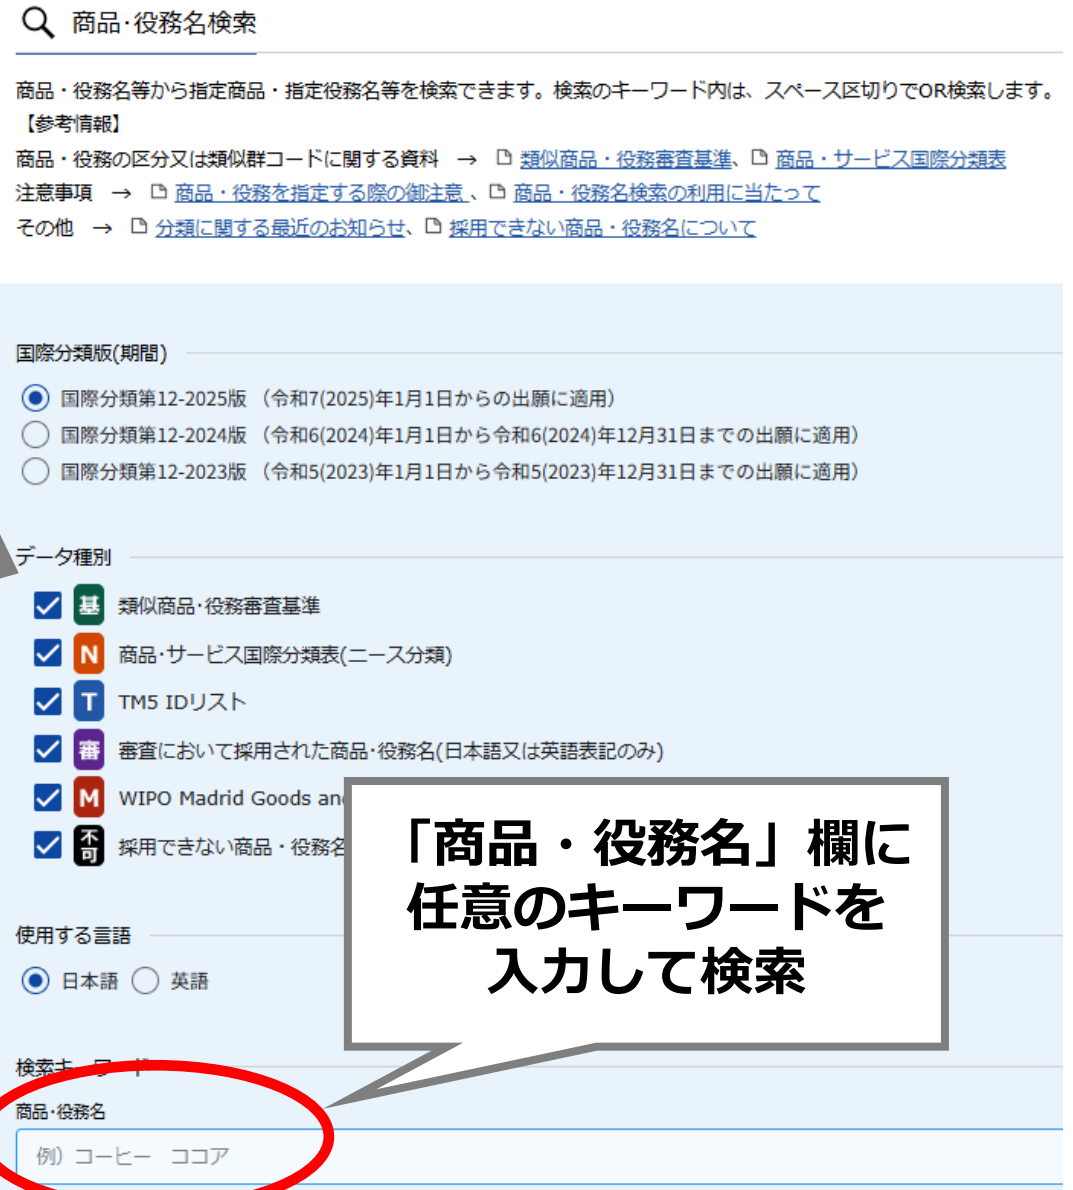 商品・役務名検索
商品・役務名等から指定商品・指定役務名等を検索できます。検索のキーワード内は、スペース区切りでOR検索します。
【参考情報】
商品・役務の区分又は類似群コードに関する資料 → 類似商品・役務審査基準、商品・サービス国際分類表
注意事項 → 商品・役務を指定する際の御注意、商品・役務名検索の利用に当たって
その他 → 分類に関する最近のお知らせ、採用できない商品・役務名について
国際分類版(期間)
国際分類第12-2025版 （令和7(2025)年1月1日からの出願に適用）
国際分類第12-2024版 （令和6(2024)年1月1日から令和6(2024)年12月31日までの出願に適用）
国際分類第12-2023版 （令和5(2023)年1月1日から令和5(2023)年12月31日までの出願に適用）
データ種別
基 類似商品・役務審査基準
N 商品・サービス国際分類表(ニース分類)
T TM5 IDリスト
審 審査において採用された商品・役務名(日本語又は英語表記のみ)
M WIPO Madrid Goods and
不可 採用できない商品・役務名
「商品・役務名」欄に
任意のキーワードを
入力して検索
使用する言語
日本語 英語
検索キーワード
商品・役務名
例）コーヒー ココア